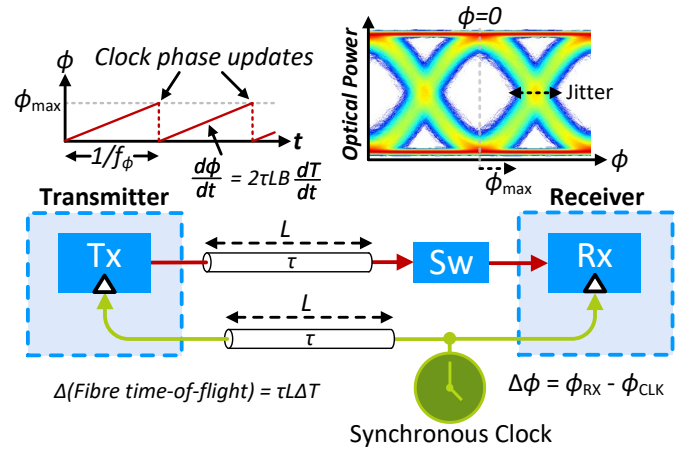 Clock phase updates
ϕ
ϕmax
t
1/fϕ
dϕ/dt = 2τLB dT/dt
ϕ=0
Optical Power
Jitter
ϕ
ϕmax
Transmitter
Receiver
Tx
L
τ
Sw
Rx
L
τ
Δ(Fibre time-of-flight) = τLΔT
Δϕ = ϕRX - ϕCLK
Synchronous Clock